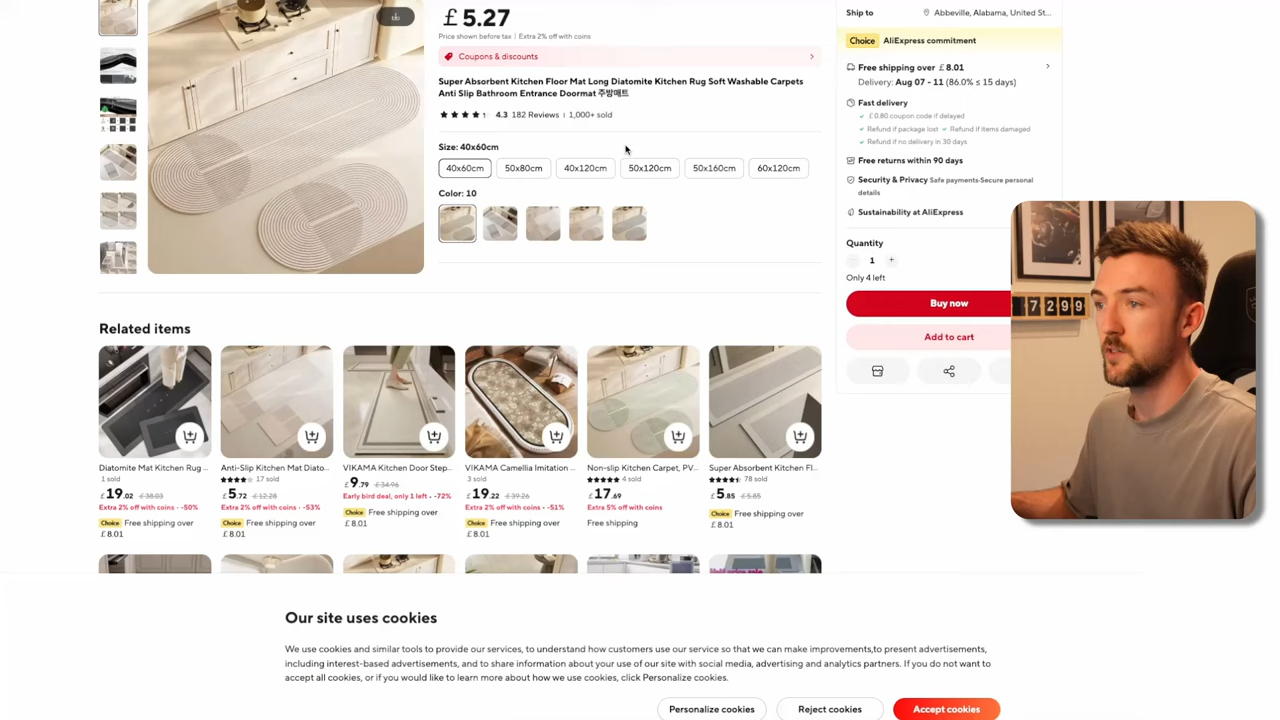 £5.27
Price shown before tax | Extra 2% off with coins
Coupons & discounts
Super Absorbent Kitchen Floor Mat Long Diatomite Kitchen Rug Soft Washable Carpets
Anti Slip Bathroom Entrance Doormat 주방매트
4.3 182 Reviews | 1,000+ sold
Size: 40x60cm
40x60cm 50x80cm 40x120cm 50x120cm 50x160cm 60x120cm
Color: 10
Ship to Abbeville, Alabama, United St...
Choice AliExpress commitment
Free shipping over £8.01
Delivery: Aug 07 - 11 (86.0% ≤ 15 days)
Fast delivery
£0.80 coupon code if delayed
Refund if package lost Refund if items damaged
Refund if no delivery in 30 days
Free returns within 90 days
Security & Privacy Safe payments·Secure personal
details
Sustainability at AliExpress
Quantity
1
Only 4 left
Buy now
Add to cart
7 2 9 9
Related items
Diatomite Mat Kitchen Rug ...
1 sold
£19.02 £38.03
Extra 2% off with coins · -50%
Choice Free shipping over
£8.01
Anti-Slip Kitchen Mat Diato...
17 sold
£5.72 £12.28
Extra 2% off with coins · -53%
Choice Free shipping over
£8.01
VIKAMA Kitchen Door Step...
£9.79 £34.96
Early bird deal, only 1 left · -72%
Choice Free shipping over
£8.01
VIKAMA Camellia Imitation ...
3 sold
£19.22 £39.26
Extra 2% off with coins · -51%
Choice Free shipping over
£8.01
Non-slip Kitchen Carpet, PV...
4 sold
£17.69
Extra 5% off with coins
Free shipping
Super Absorbent Kitchen Fl...
78 sold
£5.85 £5.85
Choice Free shipping over
£8.01
Our site uses cookies
We use cookies and similar tools to provide our services, to understand how customers use our service so that we can make improvements,to present advertisements,
including interest-based advertisements, and to share information about your use of our site with social media, advertising and analytics partners. If you do not want to
accept all cookies, or if you would like to learn more about how we use cookies, click Personalize cookies.
Personalize cookies Reject cookies Accept cookies